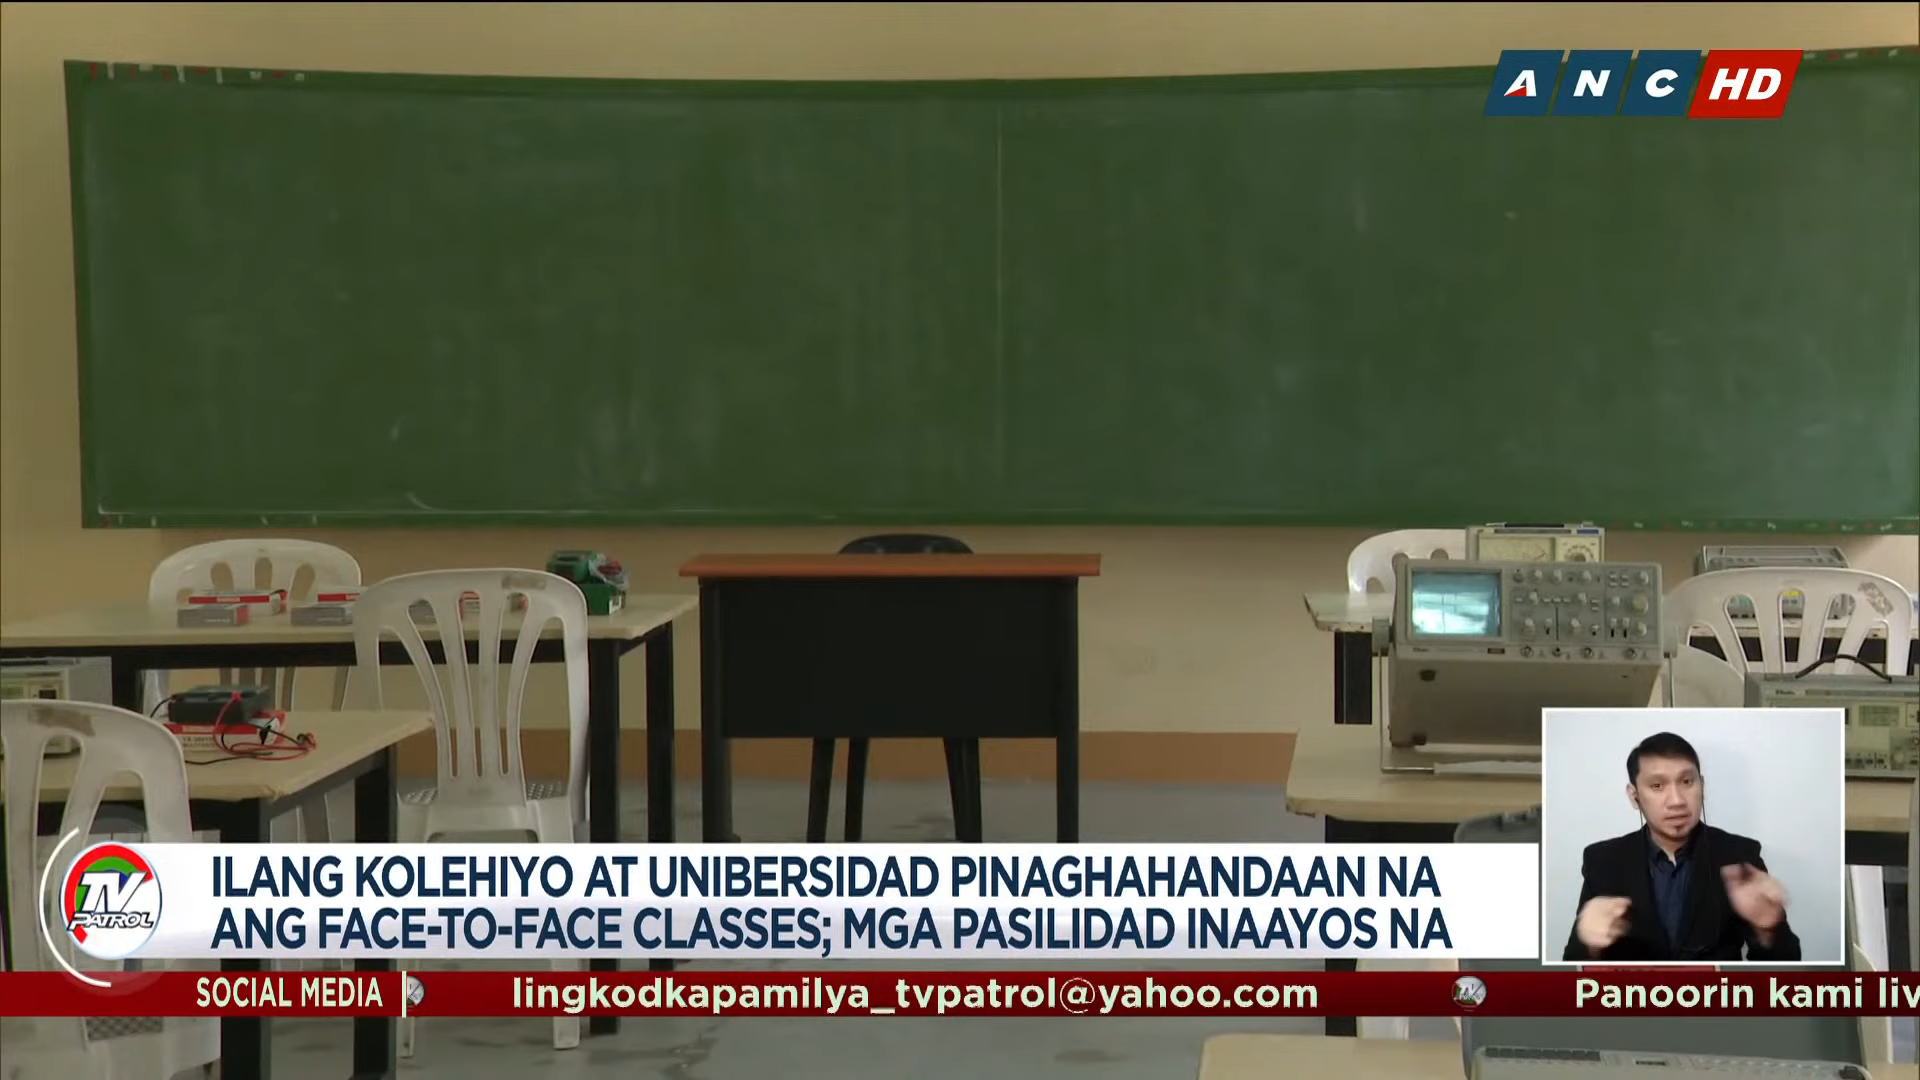 ANC HD
ILANG KOLEHIYO AT UNIBERSIDAD PINAGHAHANDAAN NA
ANG FACE-TO-FACE CLASSES; MGA PASILIDAD INAAYOS NA
TV
PATROL
SOCIAL MEDIA
lingkodkapamilya_tvpatrol@yahoo.com
Panoorin kami liv